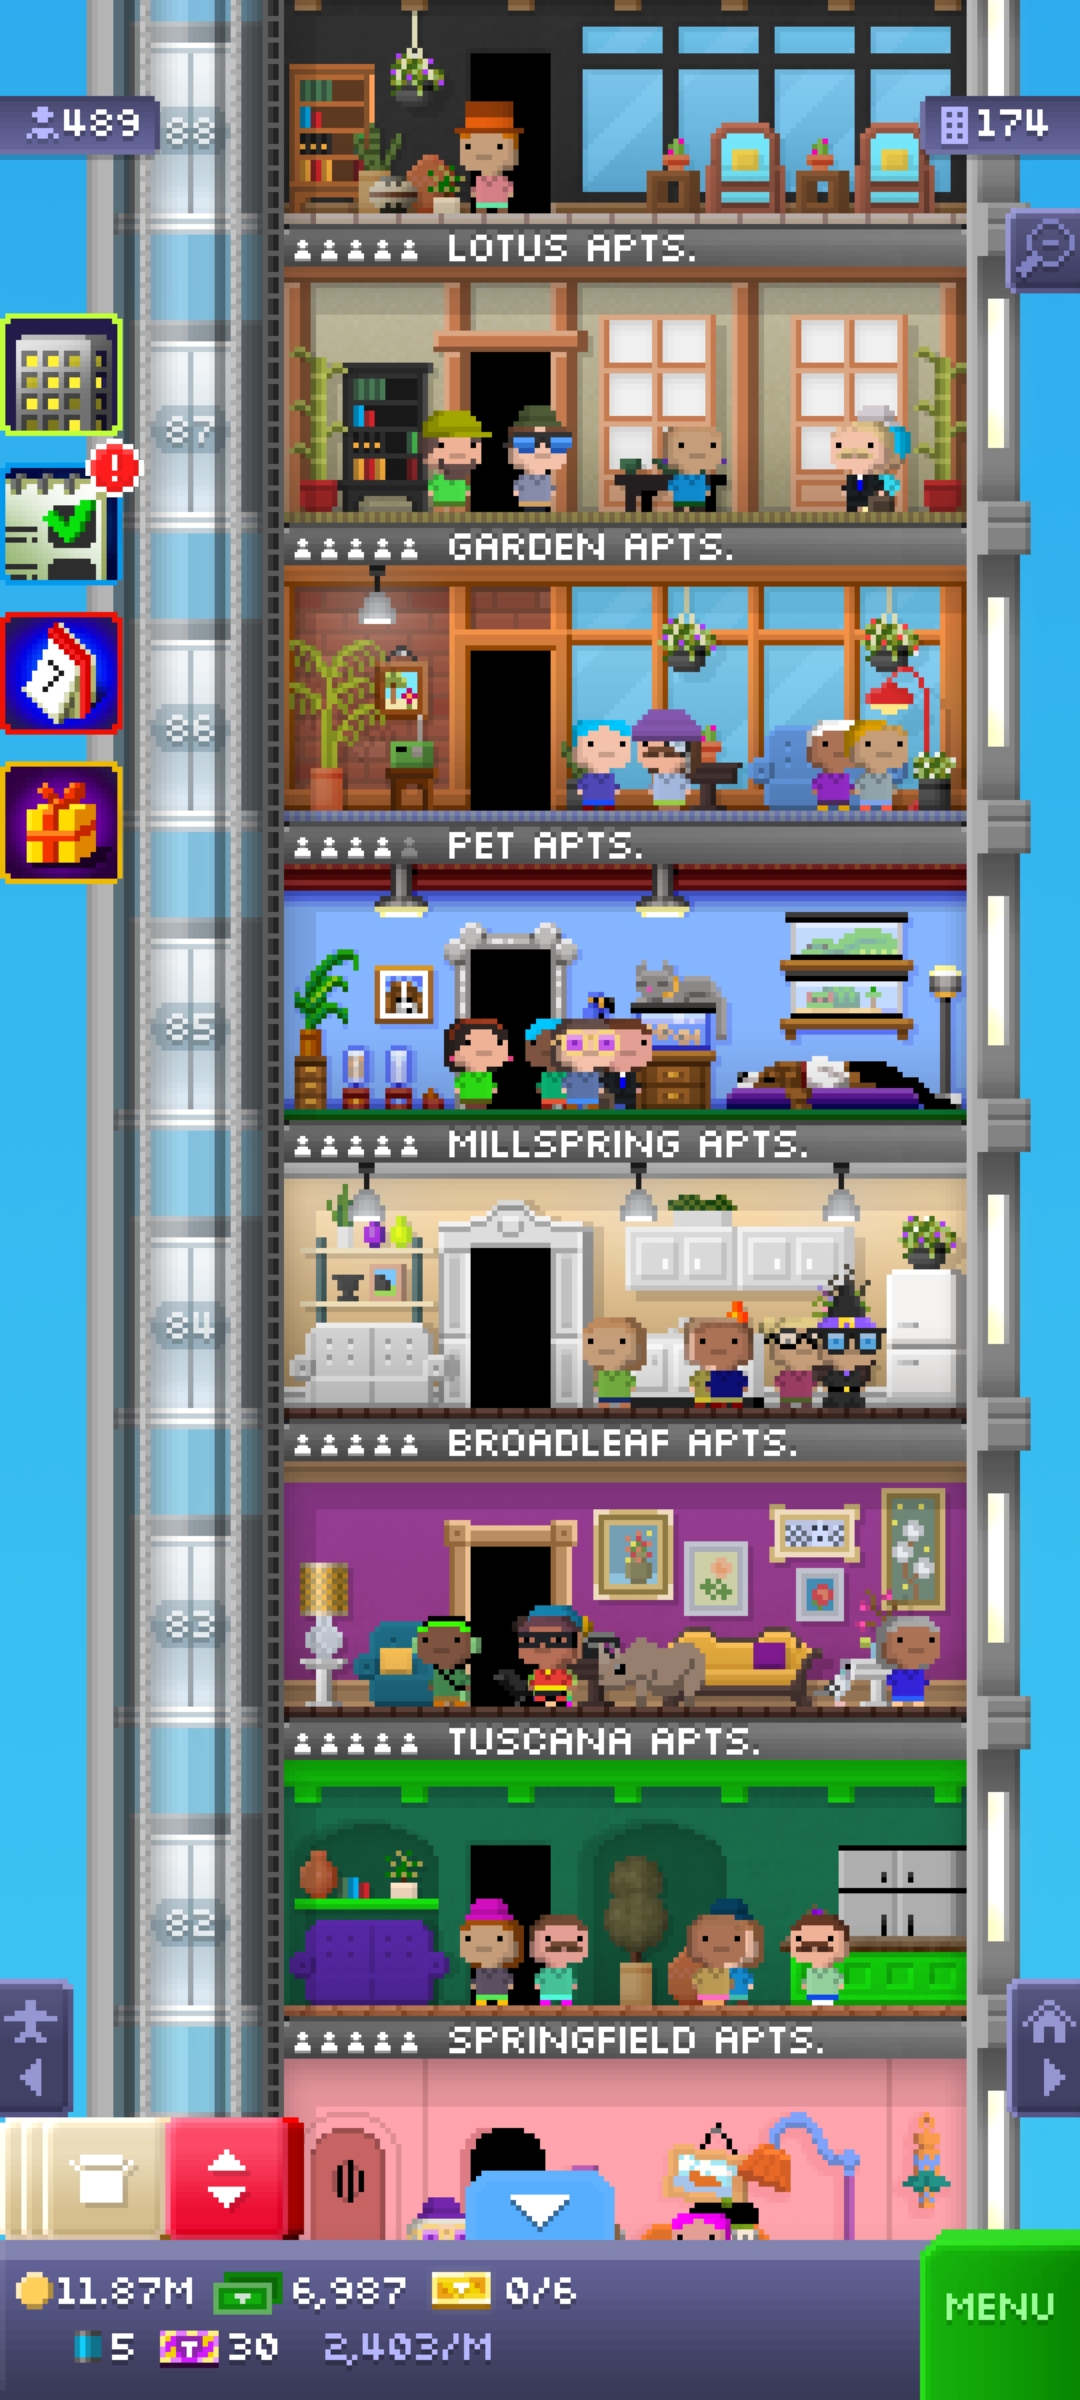 489
88
174
LOTUS APTS.
87
GARDEN APTS.
86
PET APTS.
85
MILLSPRING APTS.
84
BROADLEAF APTS.
83
TUSCANA APTS.
82
SPRINGFIELD APTS.
11.87M 6,987 0/6
5 30 2,403/M
MENU